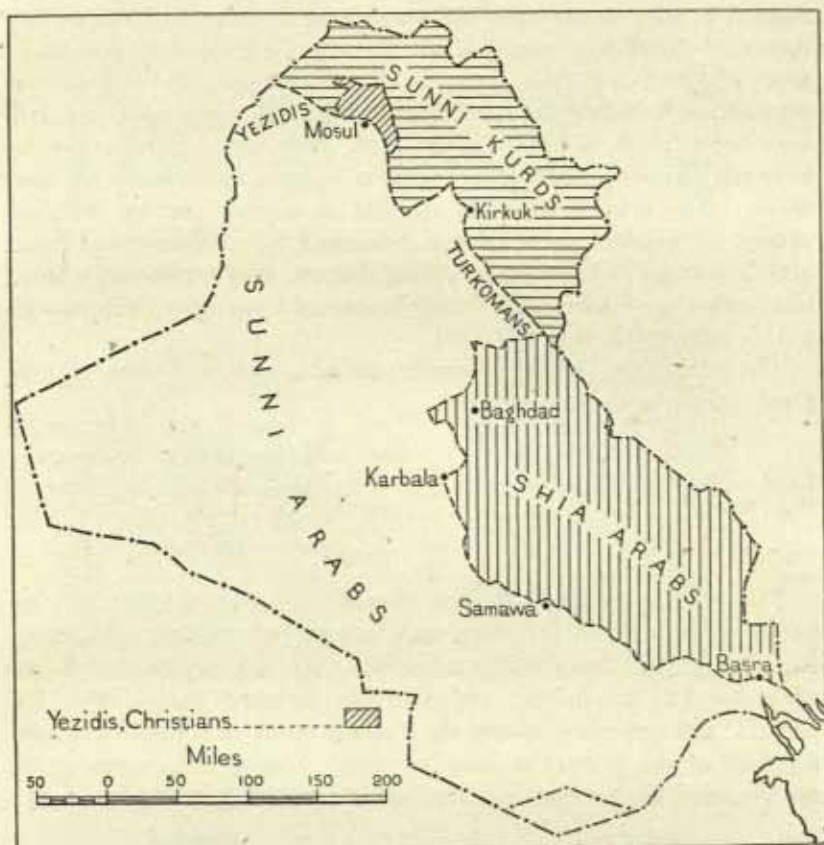 SUNNI KURDS
YEZIDIS
Mosul
Kirkuk
TURKOMANS
SUNNI ARABS
Baghdad
Karbala
SHIA ARABS
Samawa
Basra
Yezidis, Christians
Miles
50 0 50 100 150 200